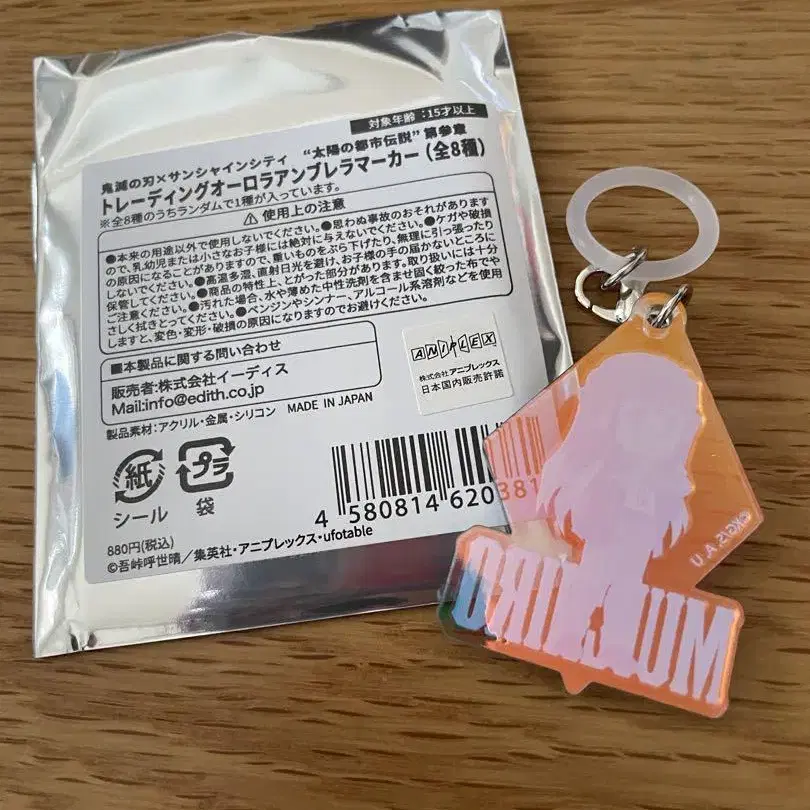 対象年齢:15才以上
鬼滅の刃×サンシャインシティ “太陽の都市伝説”第参章
トレーディングオーロラアンブレラマーカー(全8種)
※全8種のうちランダムで1種が入っています。
⚠使用上の注意
●本来の用途以外で使用しないでください。●思わぬ事故のおそれがあります
ので、乳幼児または小さなお子様には絶対に与えないでください。●ケガや破損
の原因になることがありますので、重いものをぶら下げたり、無理に引っ張ったり
しないでください。●高温多湿、直射日光を避け、お子様の手の届かないところに
保管してください。●商品の特性上、とがった部分があります。取り扱いには十分
ご注意ください。●汚れた場合、水や薄めた中性洗剤を含ませ固く絞った布でや
さしく拭きとってください。●ベンジンやシンナー、アルコール系溶剤などを使用
しますと、変色・変形・破損の原因になりますのでお避けください。
■本製品に関する問い合わせ
販売者:株式会社イーディス
Mail:info@edith.co.jp
製品素材:アクリル・金属・シリコン MADE IN JAPAN
ANIPLEX
株式会社アニプレックス
日本国内販売許諾
紙
シール
プラ
袋
4 580814 620381
880円(税込)
©吾峠呼世晴/集英社・アニプレックス・ufotable
©KG/S,A,U
MUICHIRO